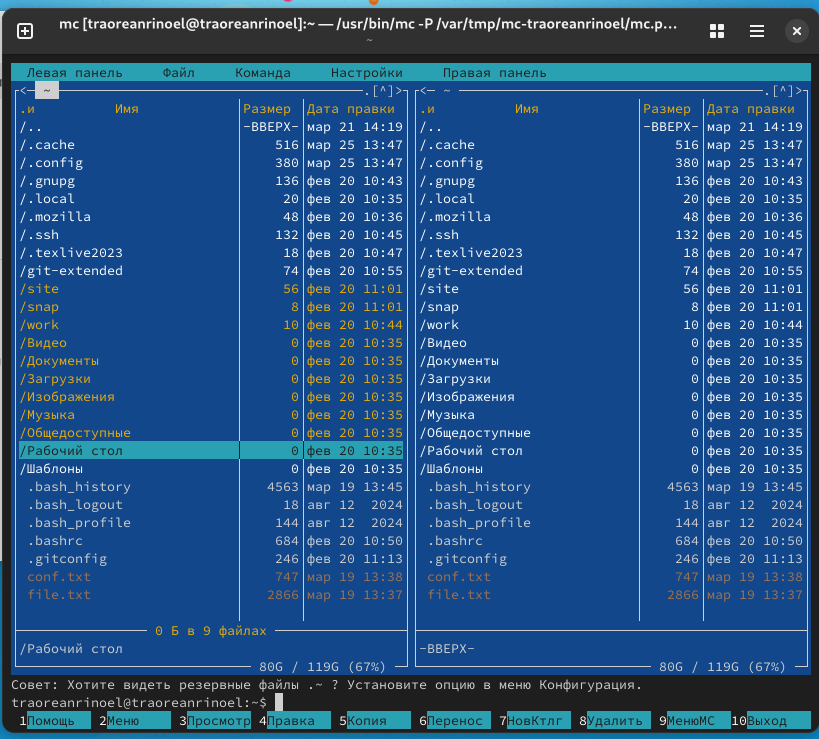 mc [traoreanrinoel@traoreanrinoel]:~ — /usr/bin/mc -P /var/tmp/mc-traoreanrinoel/mc.p…
~
Левая панель Файл Команда Настройки Правая панель
<— ~ .[^]> <— ~ .[^]>
.и Имя Размер Дата правки .и Имя Размер Дата правки
/.. -ВВЕРХ- мар 21 14:19 /.. -ВВЕРХ- мар 21 14:19
/.cache 516 мар 25 13:47 /.cache 516 мар 25 13:47
/.config 380 мар 25 13:47 /.config 380 мар 25 13:47
/.gnupg 136 фев 20 10:43 /.gnupg 136 фев 20 10:43
/.local 20 фев 20 10:35 /.local 20 фев 20 10:35
/.mozilla 48 фев 20 10:36 /.mozilla 48 фев 20 10:36
/.ssh 132 фев 20 10:45 /.ssh 132 фев 20 10:45
/.texlive2023 18 фев 20 10:47 /.texlive2023 18 фев 20 10:47
/git-extended 74 фев 20 10:55 /git-extended 74 фев 20 10:55
/site 56 фев 20 11:01 /site 56 фев 20 11:01
/snap 8 фев 20 11:01 /snap 8 фев 20 11:01
/work 10 фев 20 10:44 /work 10 фев 20 10:44
/Видео 0 фев 20 10:35 /Видео 0 фев 20 10:35
/Документы 0 фев 20 10:35 /Документы 0 фев 20 10:35
/Загрузки 0 фев 20 10:35 /Загрузки 0 фев 20 10:35
/Изображения 0 фев 20 10:35 /Изображения 0 фев 20 10:35
/Музыка 0 фев 20 10:35 /Музыка 0 фев 20 10:35
/Общедоступные 0 фев 20 10:35 /Общедоступные 0 фев 20 10:35
/Рабочий стол 0 фев 20 10:35 /Рабочий стол 0 фев 20 10:35
/Шаблоны 0 фев 20 10:35 /Шаблоны 0 фев 20 10:35
.bash_history 4563 мар 19 13:45 .bash_history 4563 мар 19 13:45
.bash_logout 18 авг 12 2024 .bash_logout 18 авг 12 2024
.bash_profile 144 авг 12 2024 .bash_profile 144 авг 12 2024
.bashrc 684 фев 20 10:50 .bashrc 684 фев 20 10:50
.gitconfig 246 фев 20 11:13 .gitconfig 246 фев 20 11:13
conf.txt 747 мар 19 13:38 conf.txt 747 мар 19 13:38
file.txt 2866 мар 19 13:37 file.txt 2866 мар 19 13:37
0 Б в 9 файлах
/Рабочий стол -ВВЕРХ-
80G / 119G (67%) 80G / 119G (67%)
Совет: Хотите видеть резервные файлы .~ ? Установите опцию в меню Конфигурация.
traoreanrinoel@traoreanrinoel:~$
1Помощь 2Меню 3Просмотр 4Правка 5Копия 6Перенос 7НовКтлг 8Удалить 9МенюМС 10Выход